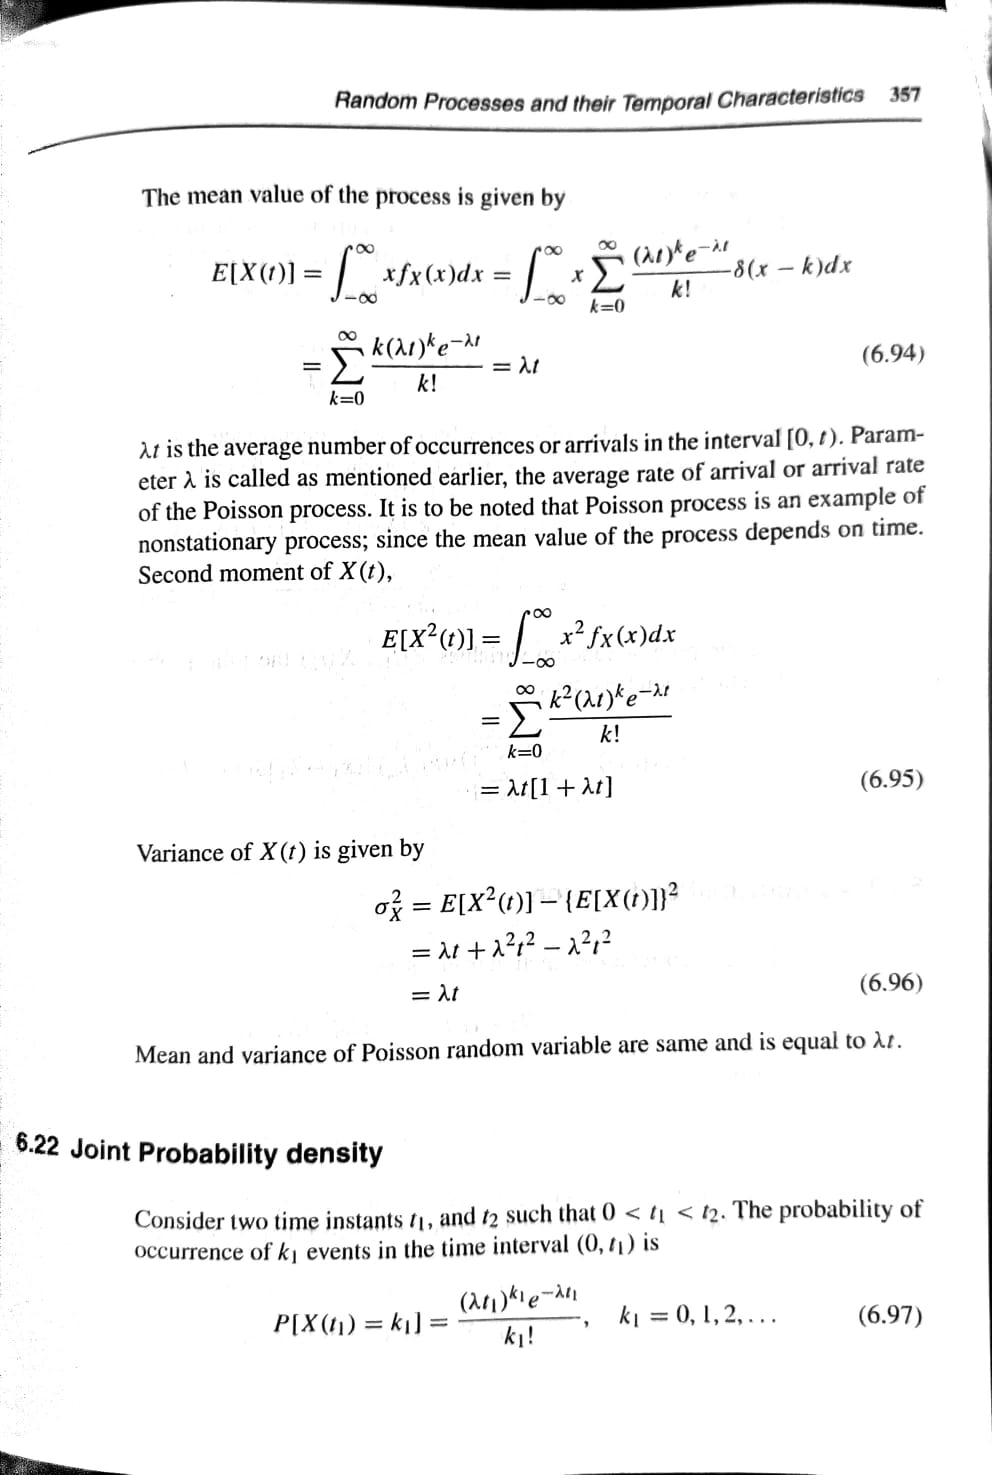 Random Processes and their Temporal Characteristics 357
The mean value of the process is given by
E[X(t)] = ∫_{-∞}^{∞} x f_X(x)dx = ∫_{-∞}^{∞} x ∑_{k=0}^{∞} (λt)^k e^{-λt} / k! δ(x − k)dx
= ∑_{k=0}^{∞} k(λt)^k e^{-λt} / k! = λt (6.94)
λt is the average number of occurrences or arrivals in the interval [0, t). Param-
eter λ is called as mentioned earlier, the average rate of arrival or arrival rate
of the Poisson process. It is to be noted that Poisson process is an example of
nonstationary process; since the mean value of the process depends on time.
Second moment of X(t),
E[X²(t)] = ∫_{-∞}^{∞} x² f_X(x)dx
= ∑_{k=0}^{∞} k²(λt)^k e^{-λt} / k!
= λt[1 + λt] (6.95)
Variance of X(t) is given by
σ_X² = E[X²(t)] − {E[X(t)]}²
= λt + λ²t² − λ²t²
= λt (6.96)
Mean and variance of Poisson random variable are same and is equal to λt.
6.22 Joint Probability density
Consider two time instants t₁, and t₂ such that 0 < t₁ < t₂. The probability of
occurrence of k₁ events in the time interval (0, t₁) is
P[X(t₁) = k₁] = (λt₁)^{k₁} e^{-λt₁} / k₁!, k₁ = 0, 1, 2, . . . (6.97)